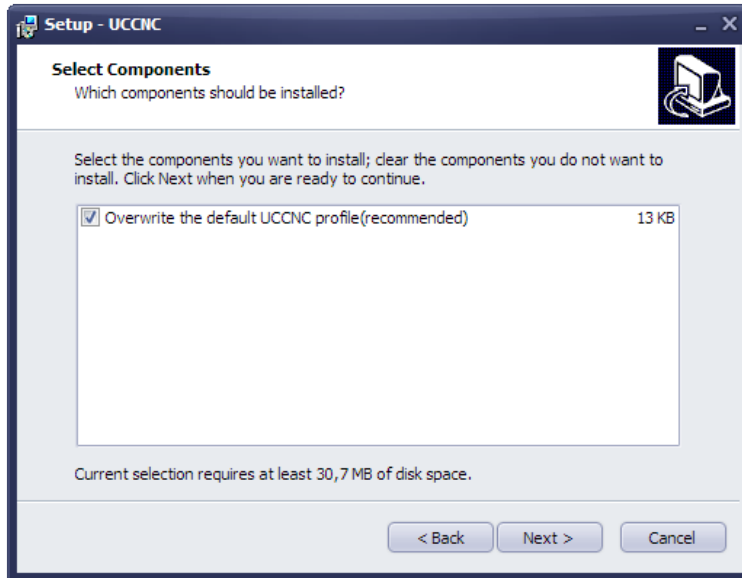 Setup - UCCNC
Select Components
Which components should be installed?
Select the components you want to install; clear the components you do not want to
install. Click Next when you are ready to continue.
Overwrite the default UCCNC profile(recommended) 13 KB
Current selection requires at least 30,7 MB of disk space.
< Back Next > Cancel